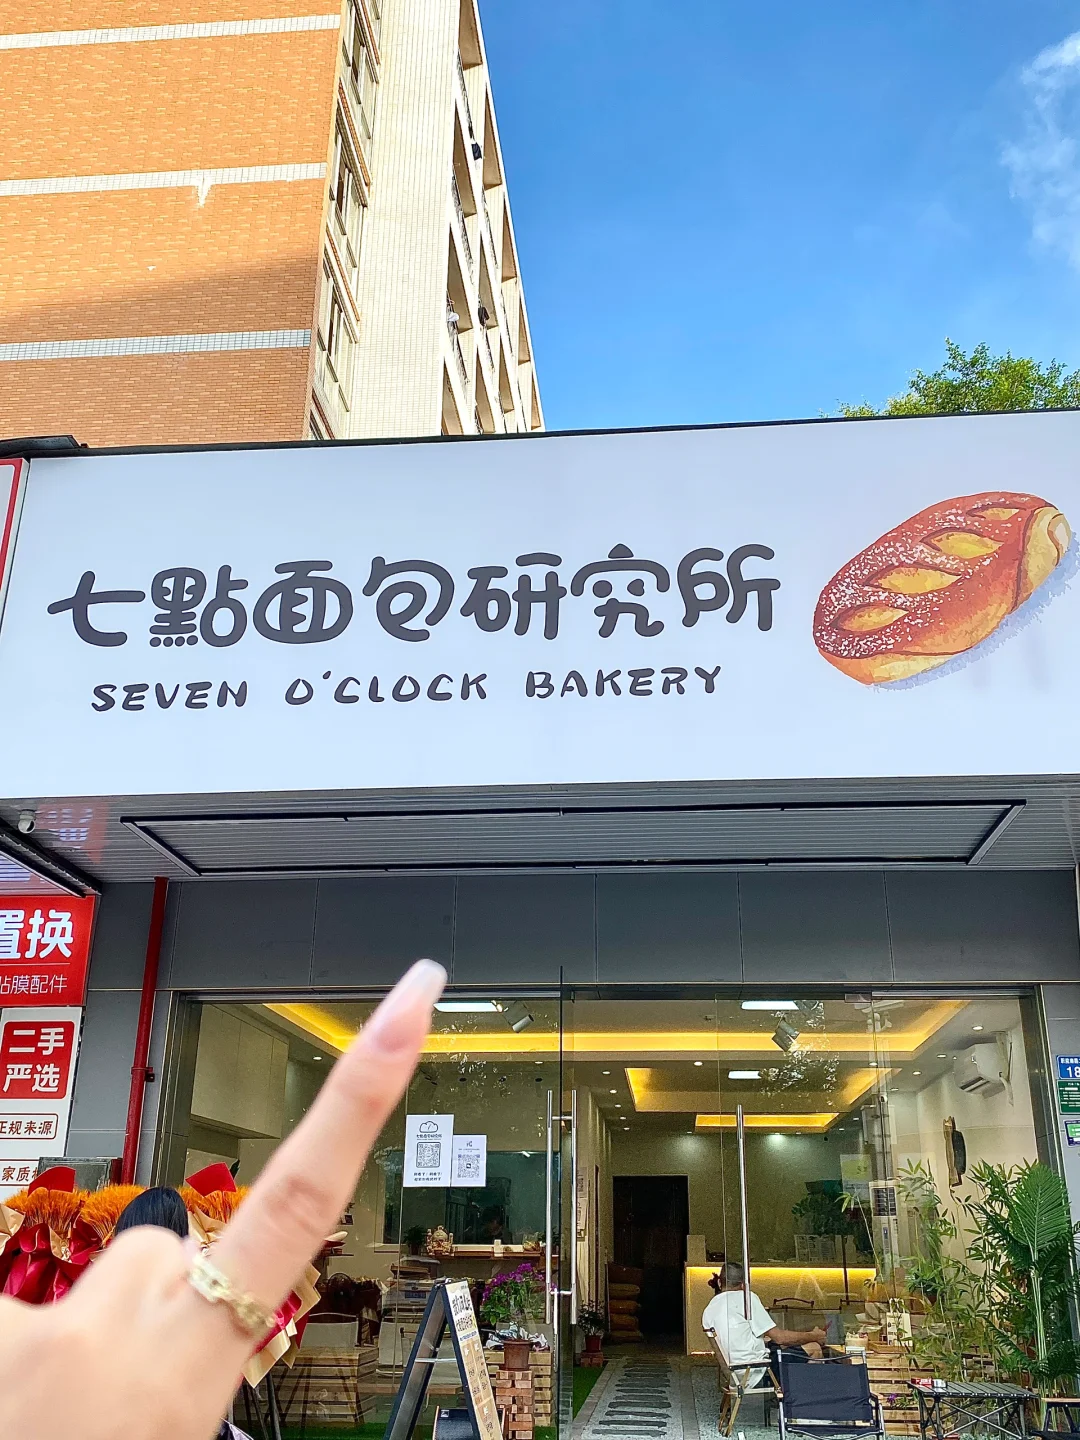 七點面包研究所
SEVEN O'CLOCK BAKERY
置换
贴膜配件
二手
严选
正规来源
18